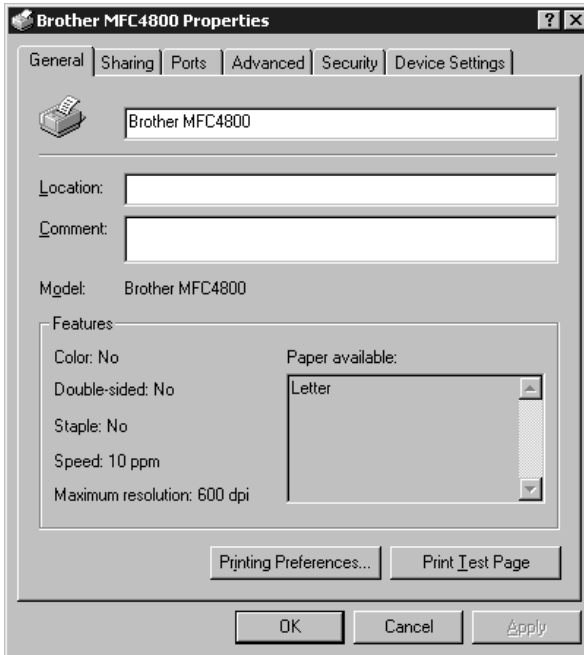 Brother MFC4800 Properties
General Sharing Ports Advanced Security Device Settings
Brother MFC4800
Location:
Comment:
Model: Brother MFC4800
Features
Color: No
Paper available:
Double-sided: No
Letter
Staple: No
Speed: 10 ppm
Maximum resolution: 600 dpi
Printing Preferences... Print Test Page
OK Cancel Apply